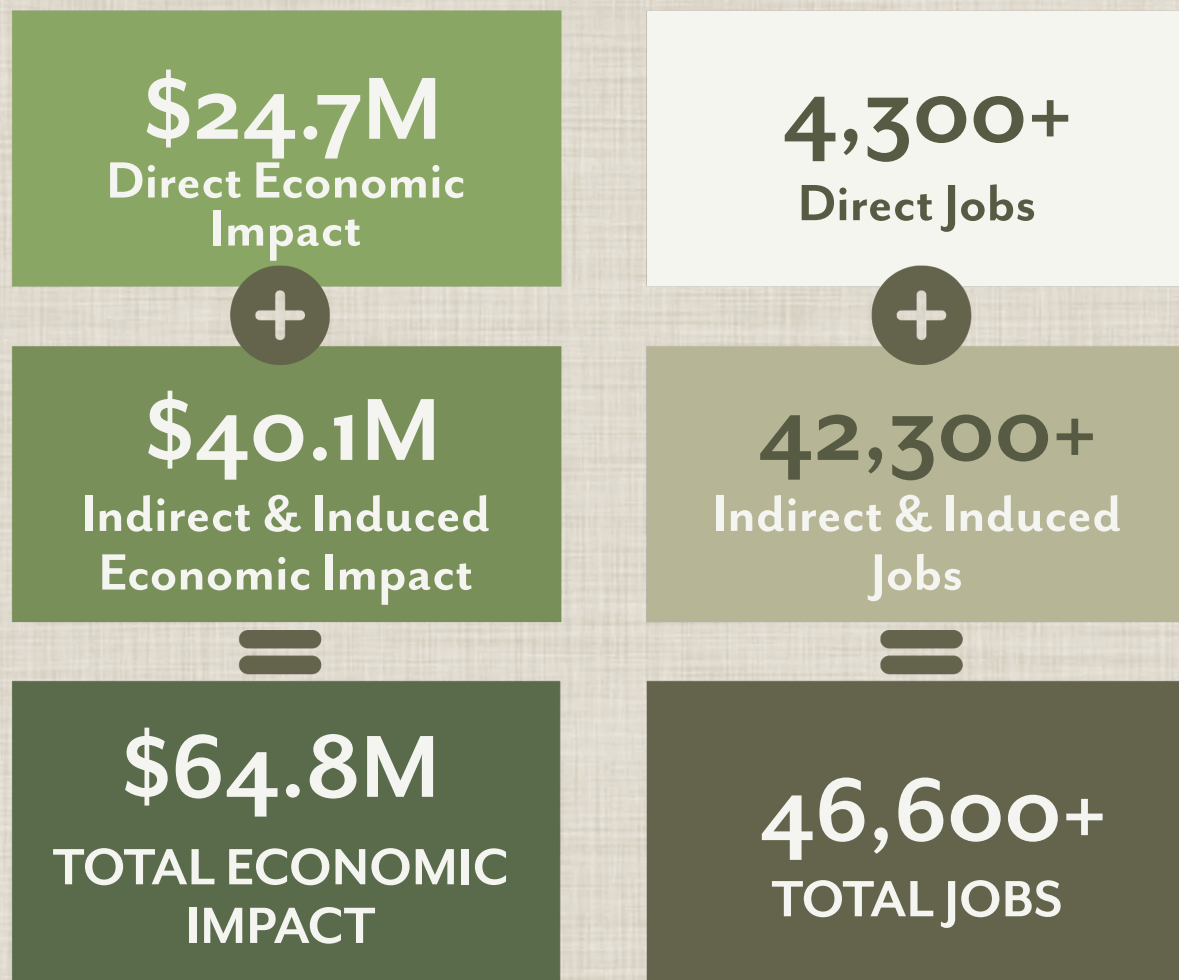 $24.7M
Direct Economic
Impact
+
$40.1M
Indirect & Induced
Economic Impact
=
$64.8M
TOTAL ECONOMIC
IMPACT
4,300+
Direct Jobs
+
42,300+
Indirect & Induced
Jobs
=
46,600+
TOTAL JOBS